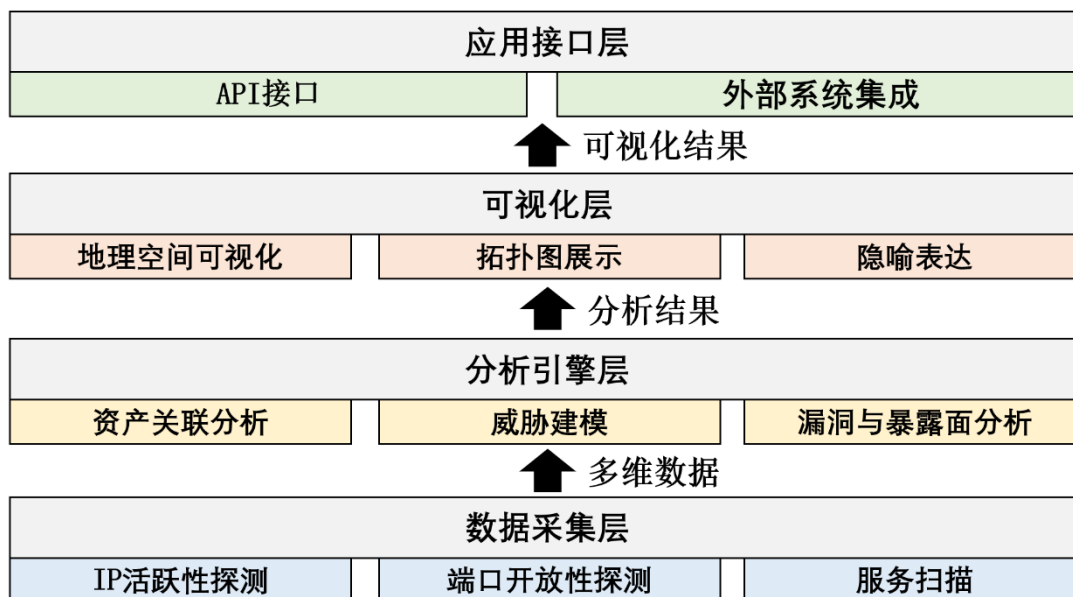 应用接口层
API接口 外部系统集成
可视化结果
可视化层
地理空间可视化 拓扑图展示 隐喻表达
分析结果
分析引擎层
资产关联分析 威胁建模 漏洞与暴露面分析
多维数据
数据采集层
IP活跃性探测 端口开放性探测 服务扫描